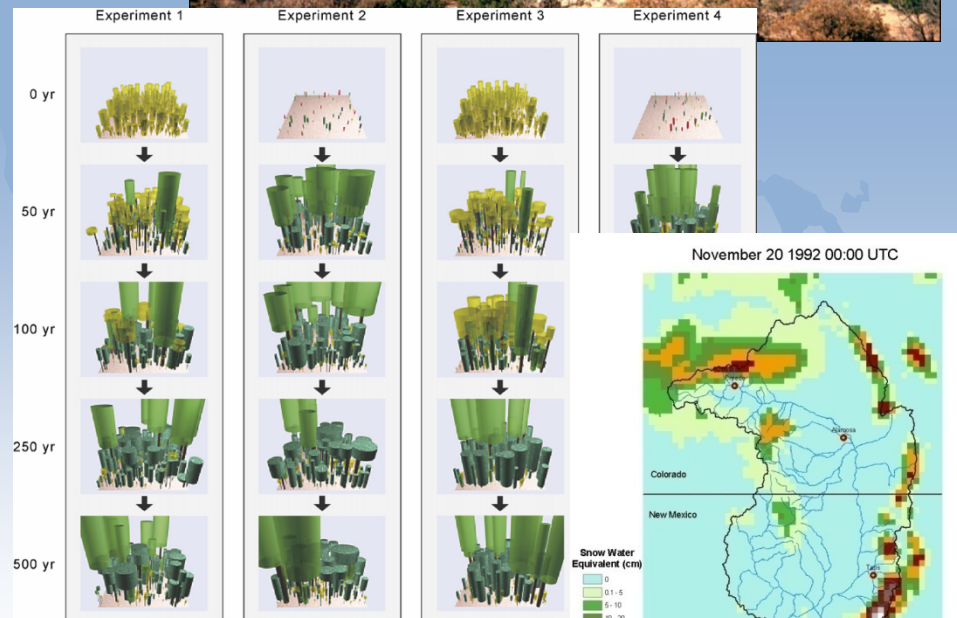 Experiment 1 Experiment 2 Experiment 3 Experiment 4
0 yr
50 yr
100 yr
250 yr
500 yr
November 20 1992 00:00 UTC
Alamosa
Colorado
New Mexico
Taos
Snow Water
Equivalent (cm)
0
0.1 - 5
5 - 10
10 - 20